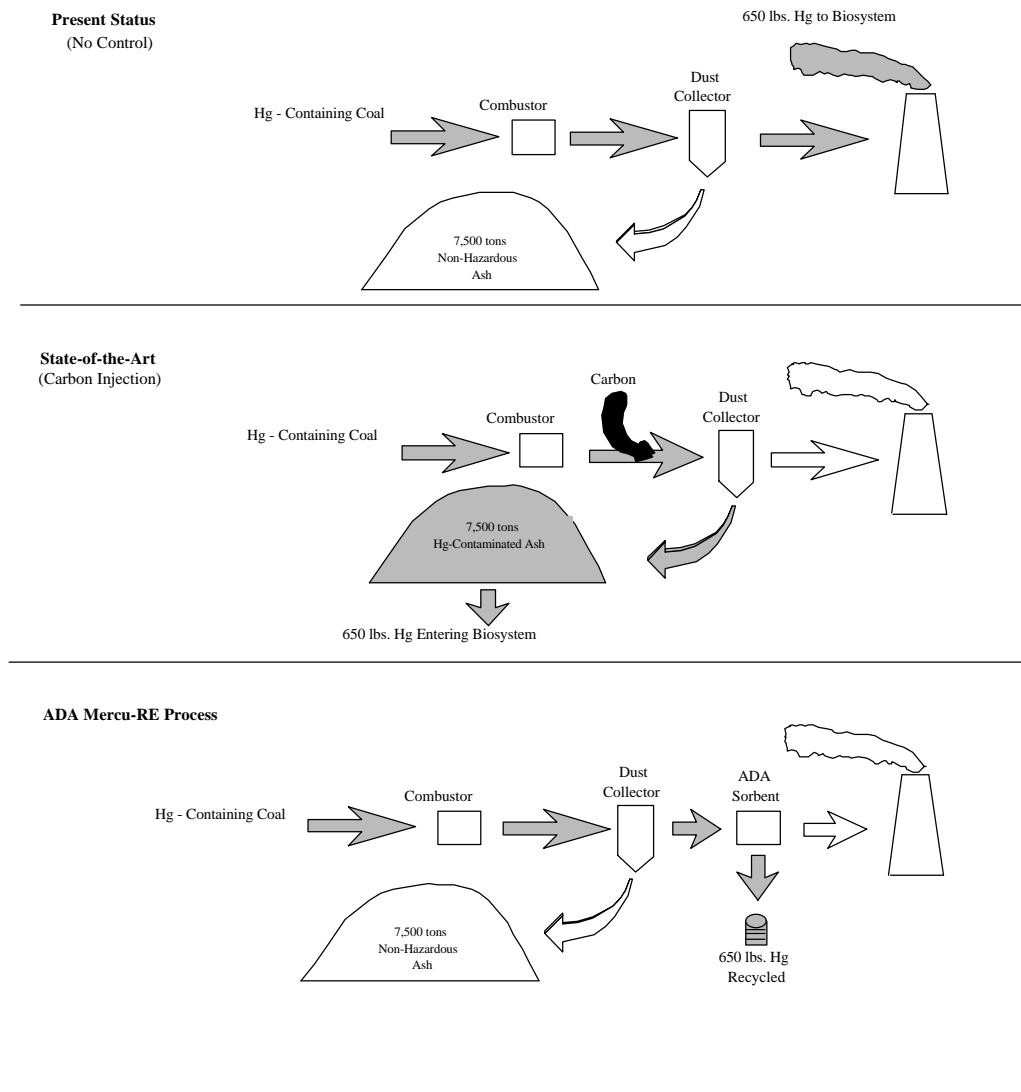 Present Status
(No Control)
650 lbs. Hg to Biosystem
Hg - Containing Coal
Combustor
Dust
Collector
7,500 tons
Non-Hazardous
Ash
State-of-the-Art
(Carbon Injection)
Hg - Containing Coal
Combustor
Carbon
Dust
Collector
7,500 tons
Hg-Contaminated Ash
650 lbs. Hg Entering Biosystem
ADA Mercu-RE Process
Hg - Containing Coal
Combustor
Dust
Collector
ADA
Sorbent
7,500 tons
Non-Hazardous
Ash
650 lbs. Hg
Recycled